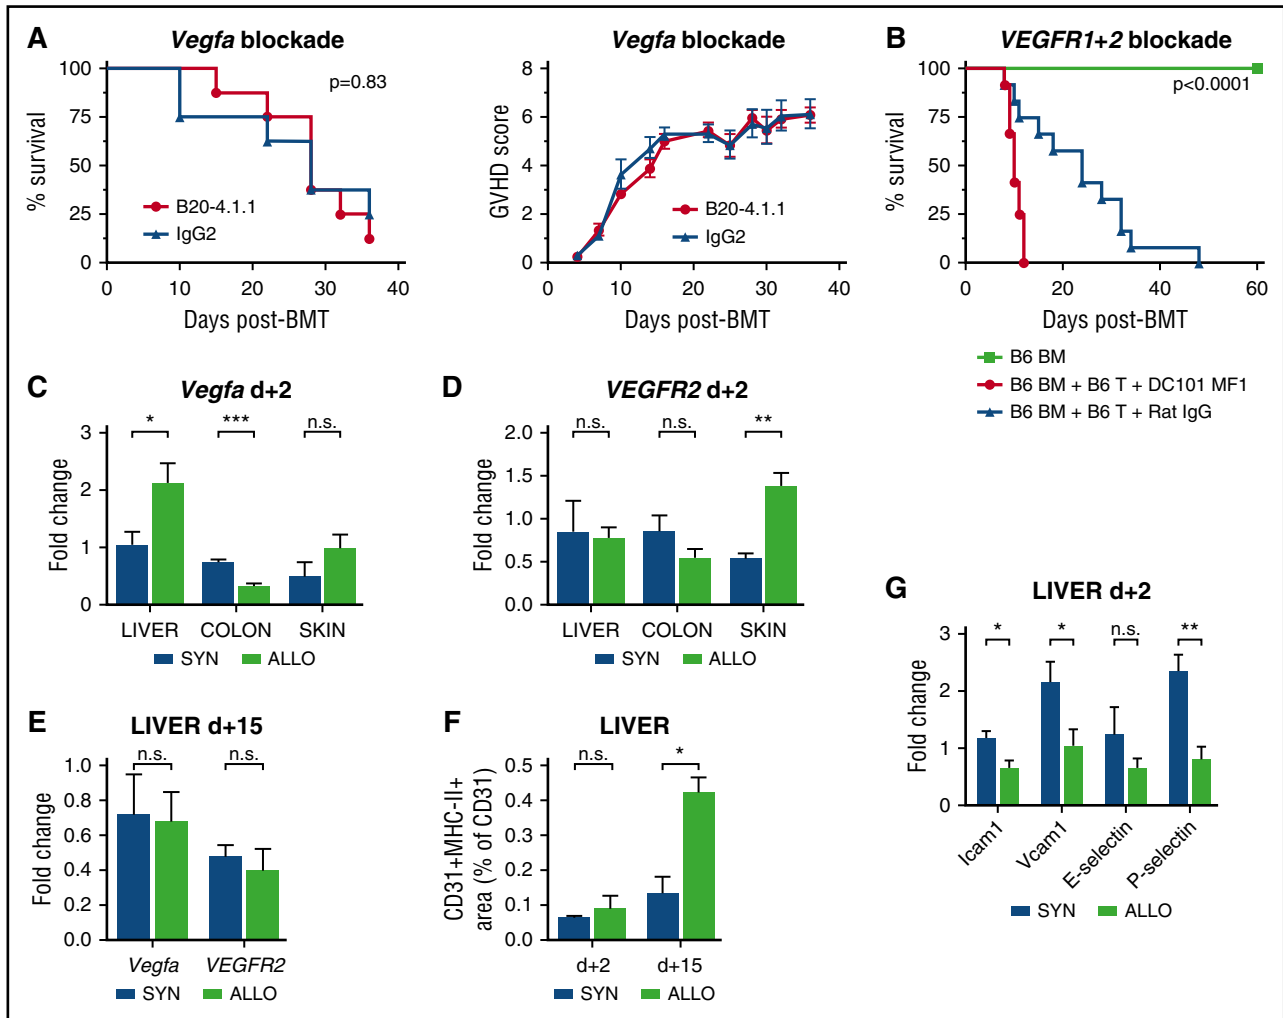 A
Vegfa blockade
100
75
50
25
0
% survival
p=0.83
B20-4.1.1
IgG2
0 10 20 30 40
Days post-BMT
Vegfa blockade
8
6
4
2
0
GVHD score
B20-4.1.1
IgG2
0 10 20 30 40
Days post-BMT
B
VEGFR1+2 blockade
100
75
50
25
0
% survival
p<0.0001
0 20 40 60
Days post-BMT
B6 BM
B6 BM + B6 T + DC101 MF1
B6 BM + B6 T + Rat IgG
C
Vegfa d+2
3
2
1
0
Fold change
* *** n.s.
LIVER COLON SKIN
SYN ALLO
D
VEGFR2 d+2
2.0
1.5
1.0
0.5
0.0
Fold change
n.s. n.s. **
LIVER COLON SKIN
SYN ALLO
E
LIVER d+15
1.0
0.8
0.6
0.4
0.2
0.0
Fold change
n.s. n.s.
Vegfa VEGFR2
SYN ALLO
F
LIVER
0.5
0.4
0.3
0.2
0.1
0.0
CD31+MHC-II+
area (% of CD31)
n.s. *
d+2 d+15
SYN ALLO
G
LIVER d+2
3
2
1
0
Fold change
* * n.s. **
Icam1 Vcam1 E-selectin P-selectin
SYN ALLO